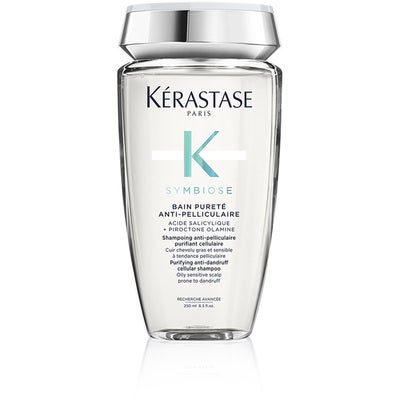 KÉRASTASE
PARIS
K
SYMBIOSE
BAIN PURETÉ
ANTI-PELLICULAIRE
ACIDE SALICYLIQUE
+ PIROCTONE OLAMINE
Shampoing anti-pelliculaire
purifiant cellulaire
Cuir chevelu gras et sensible
à tendance pelliculaire
Purifying anti-dandruff
cellular shampoo
Oily sensitive scalp
prone to dandruff
RECHERCHE AVANCÉE
250 ml 8.5 fl.oz.